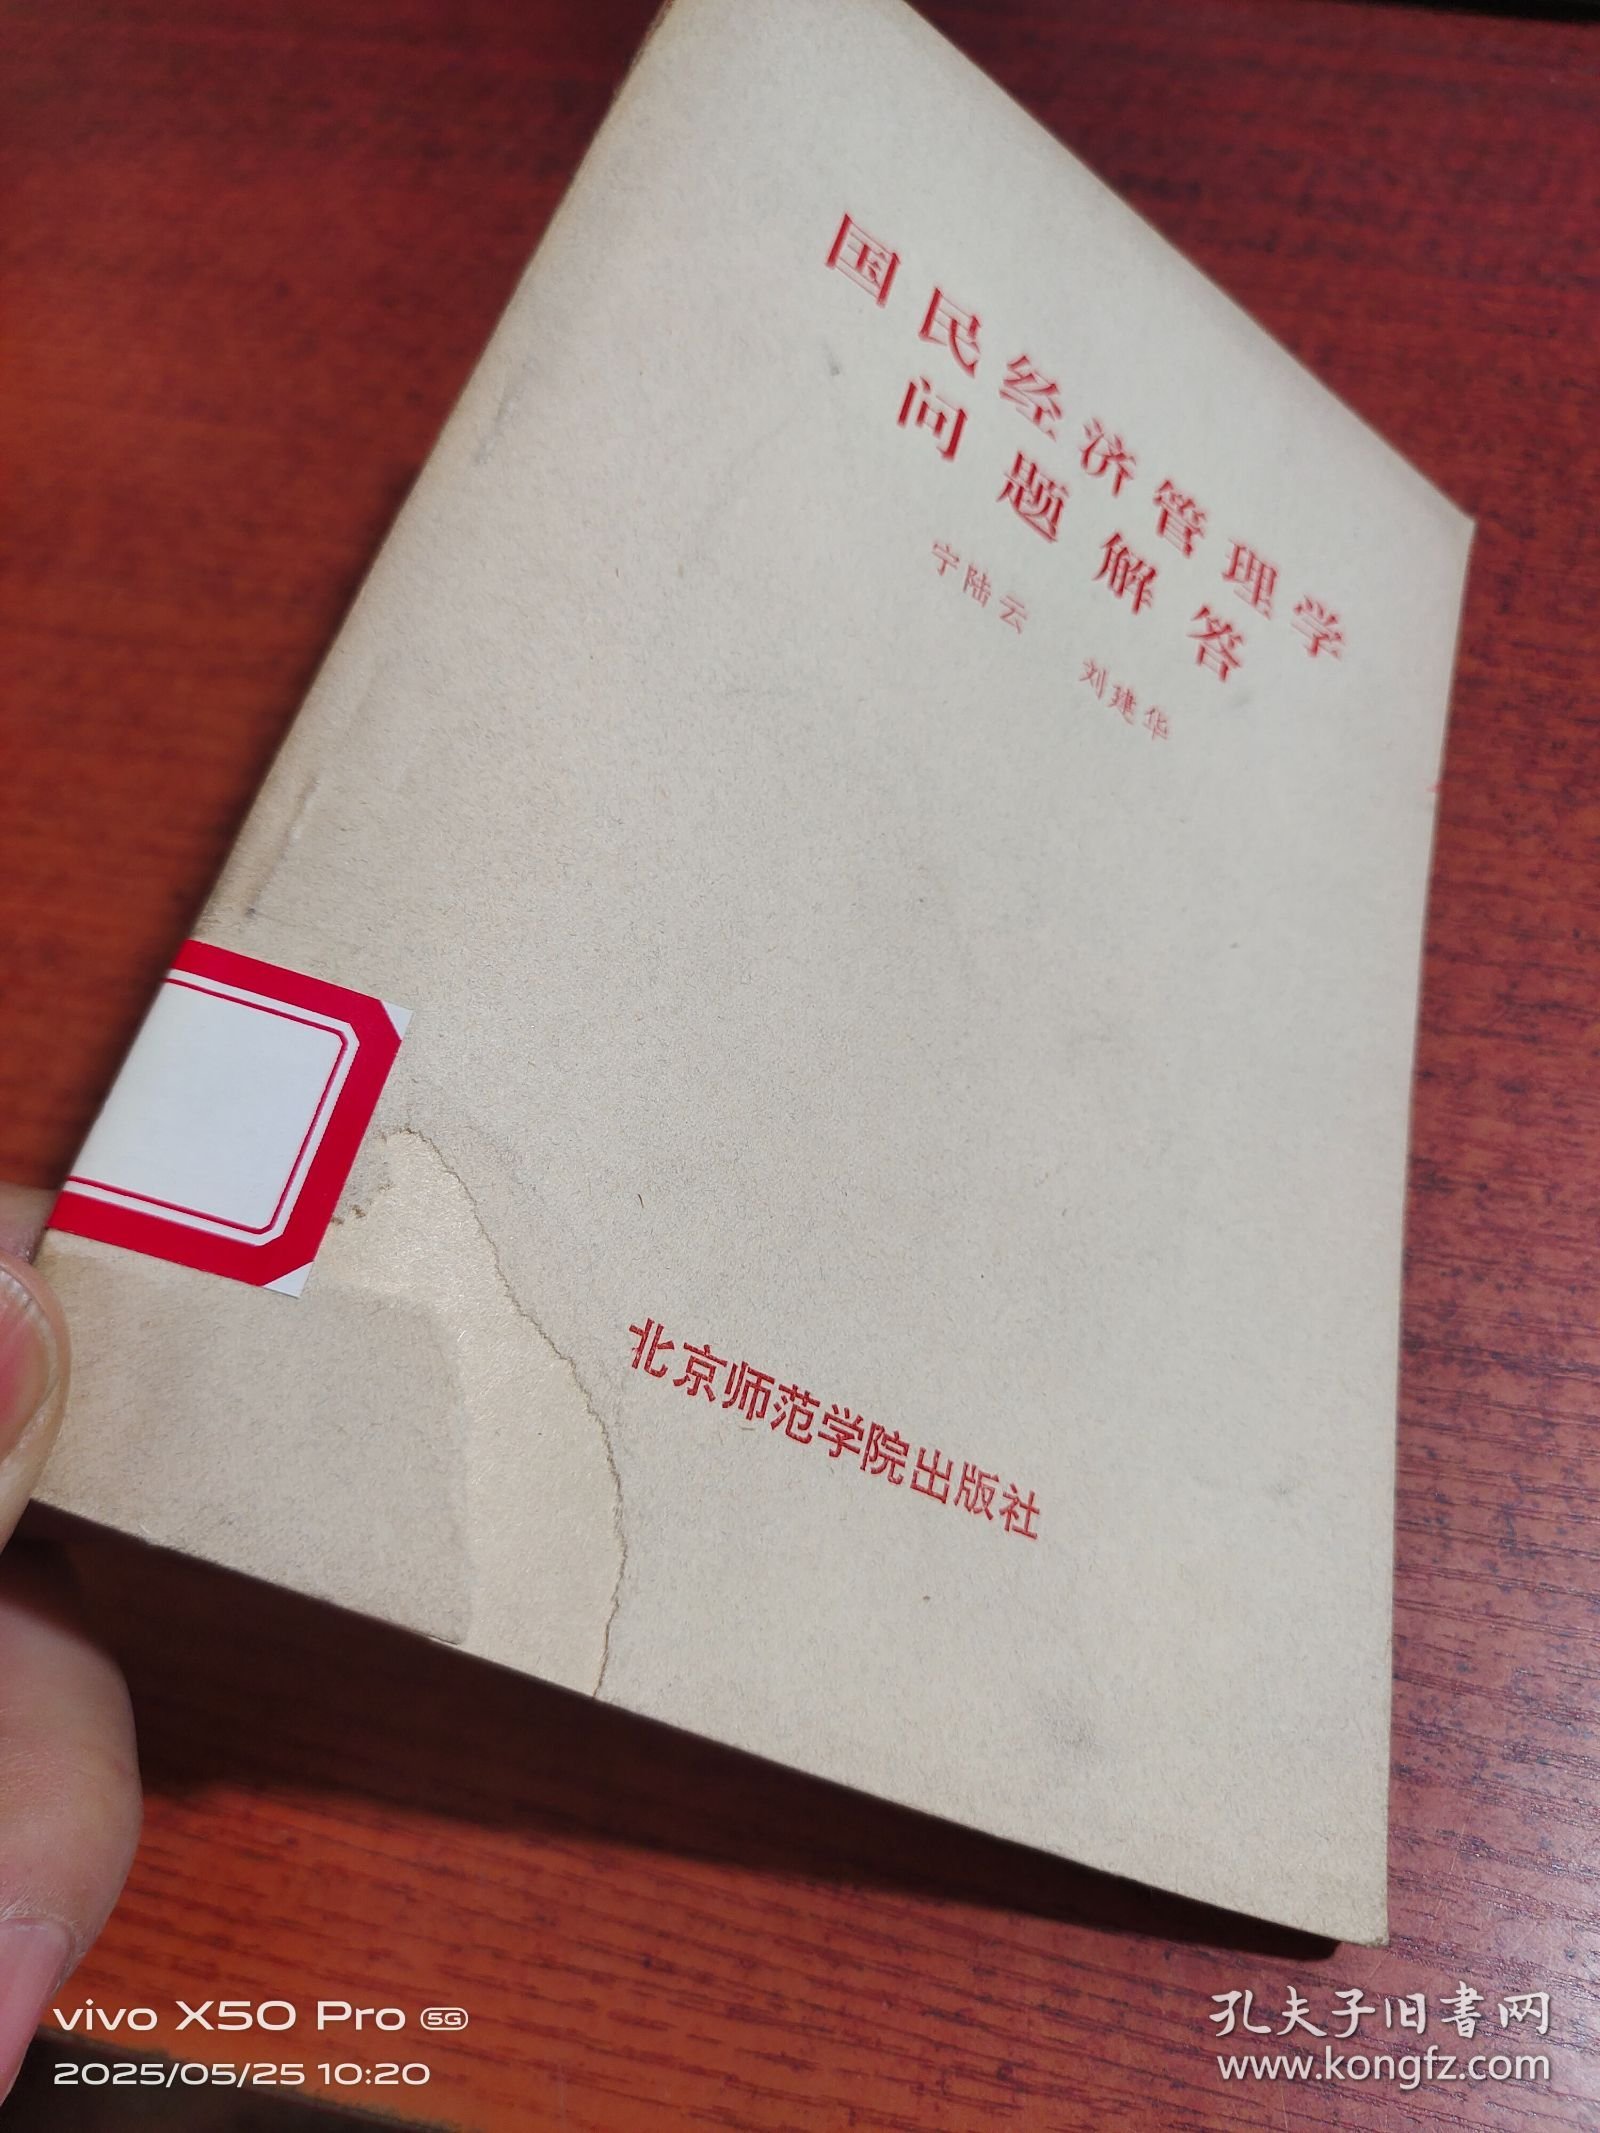 国民经济管理学
问题解答
宁陆云 刘建华
北京师范学院出版社
vivo X50 Pro 5G
2025/05/25 10:20
孔夫子旧书网
www.kongfz.com